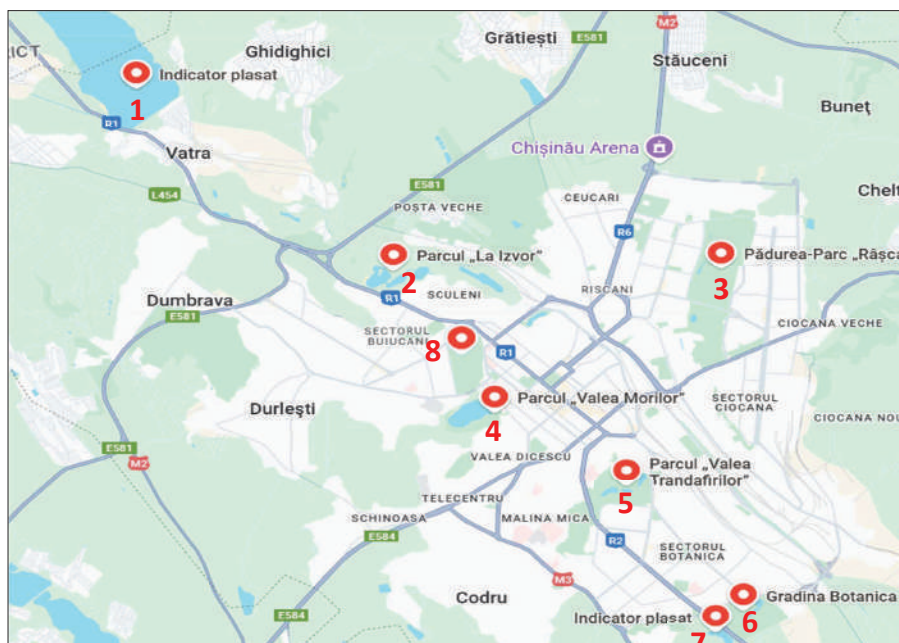 RICT
Ghidighici
Grătiești
E581
M2
Stăuceni
Indicator plasat
1
R1
Buneț
Vatra
Chișinău Arena
L454
E581
POȘTA VECHE
CEUCARI
Chelt
R6
Parcul „La Izvor”
2
Pădurea-Parc „Râșca
3
Dumbrava
E581
R1
SCULENI
RISCANI
SECTORUL
BUIUCANI
8
R1
CIOCANA VECHE
Parcul „Valea Morilor”
4
Durlești
SECTORUL
CIOCANA
CIOCANA NOU
E581
M2
VALEA DICESCU
Parcul „Valea
Trandafirilor”
5
TELECENTRU
SCHINOASA
MALINA MICA
E584
R2
SECTORUL
BOTANICA
M3
Codru
Gradina Botanica
6
E584
Indicator plasat
7